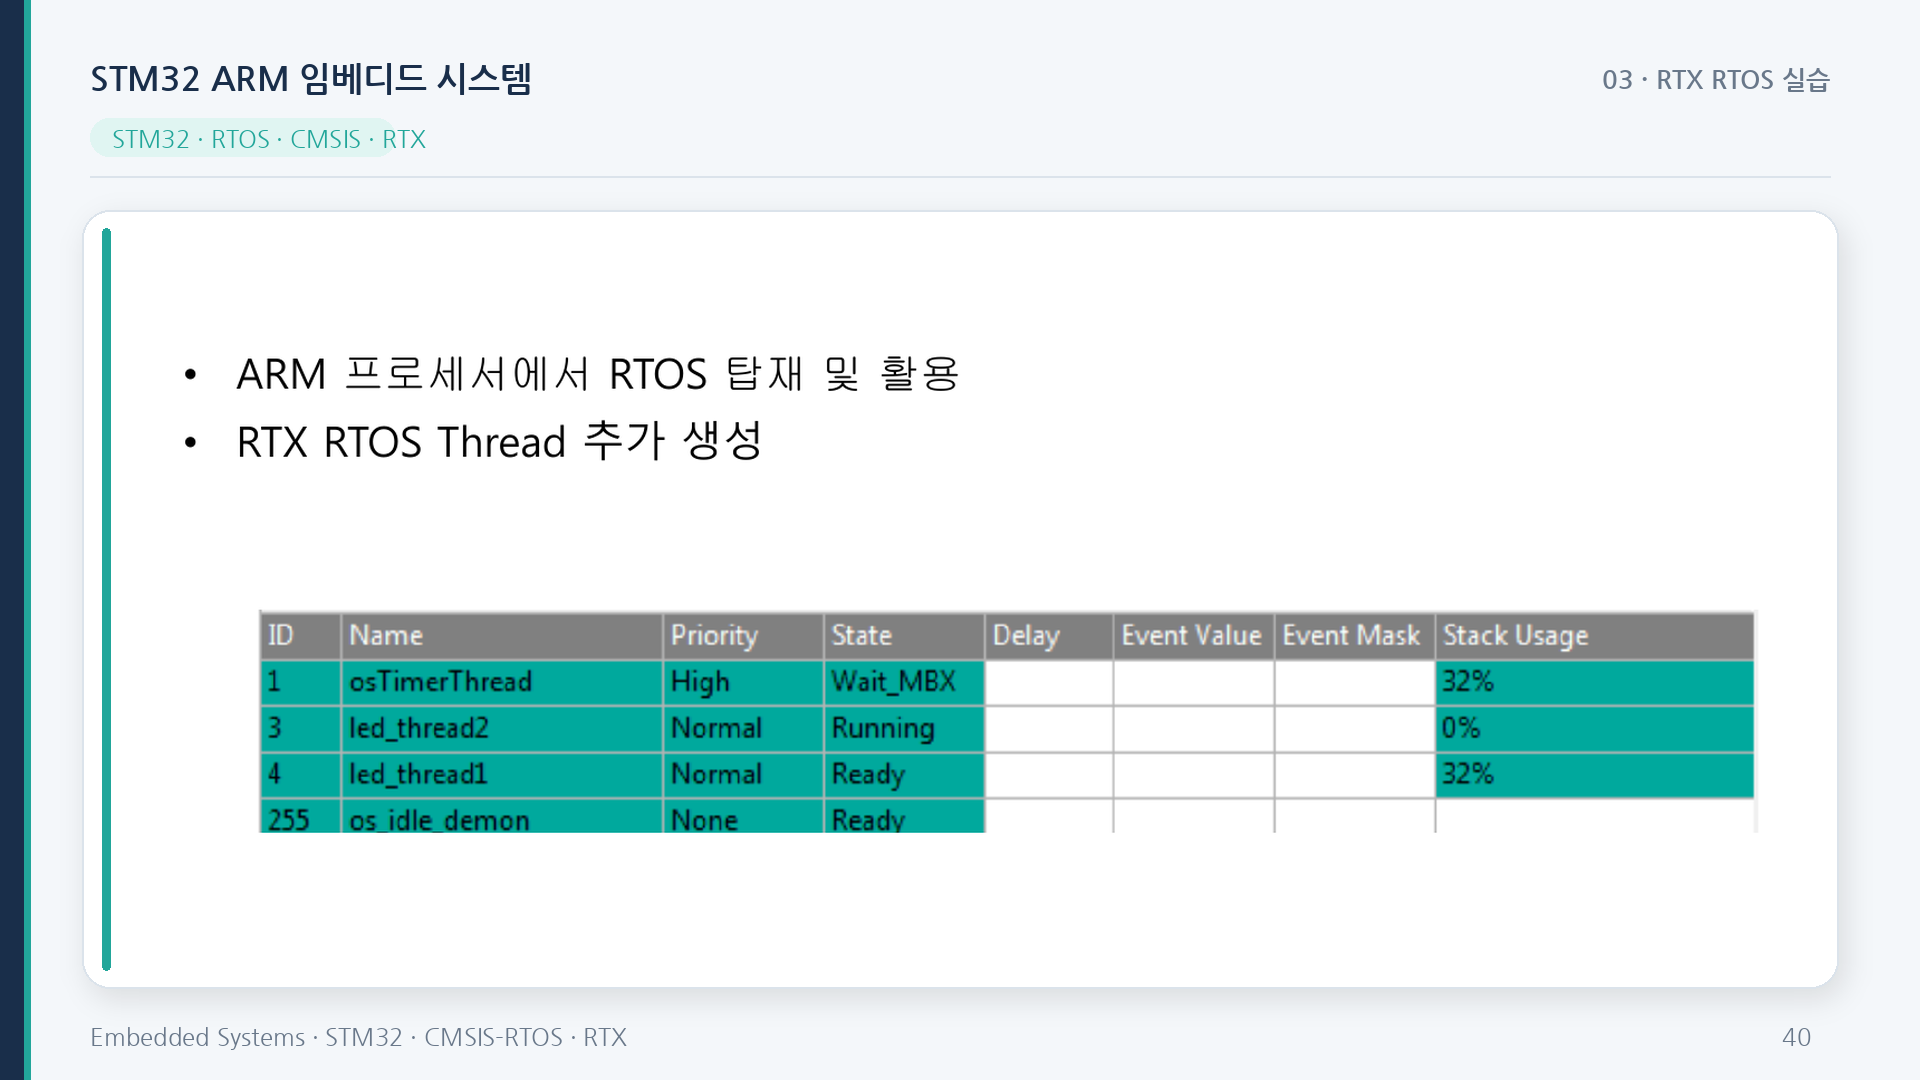 STM32 ARM 임베디드 시스템
03 · RTX RTOS 실습
STM32 · RTOS · CMSIS · RTX
• ARM 프로세서에서 RTOS 탑재 및 활용
• RTX RTOS Thread 추가 생성
ID Name Priority State Delay Event Value Event Mask Stack Usage
1 osTimerThread High Wait_MBX 32%
3 led_thread2 Normal Running 0%
4 led_thread1 Normal Ready 32%
255 os_idle_demon None Ready
Embedded Systems · STM32 · CMSIS-RTOS · RTX
40